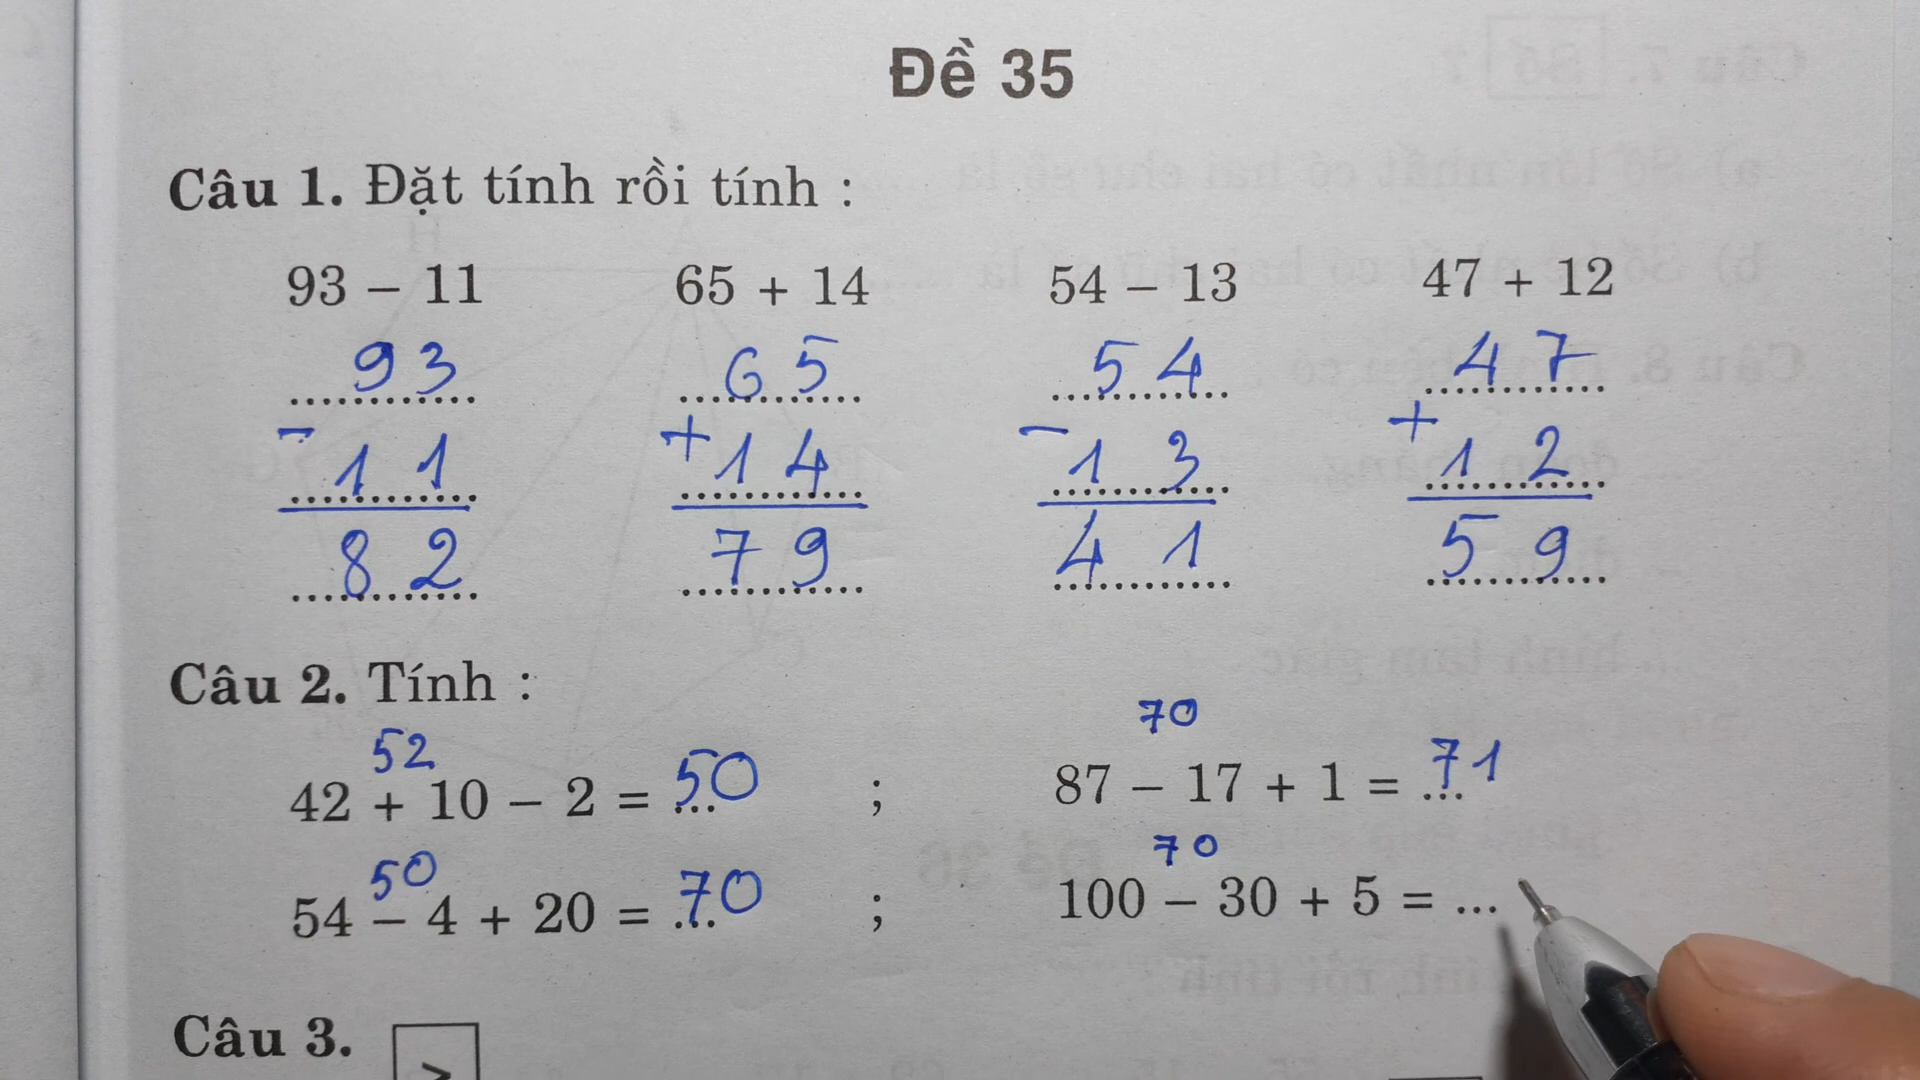 Đề 35
Câu 1. Đặt tính rồi tính :
93 – 11 65 + 14 54 – 13 47 + 12
93 65 54 47
– 11 + 14 – 13 + 12
82 79 41 59
Câu 2. Tính :
52 70
42 + 10 – 2 = 50 ; 87 – 17 + 1 = 71
50 70
54 – 4 + 20 = 70 ; 100 – 30 + 5 = ...
Câu 3. >